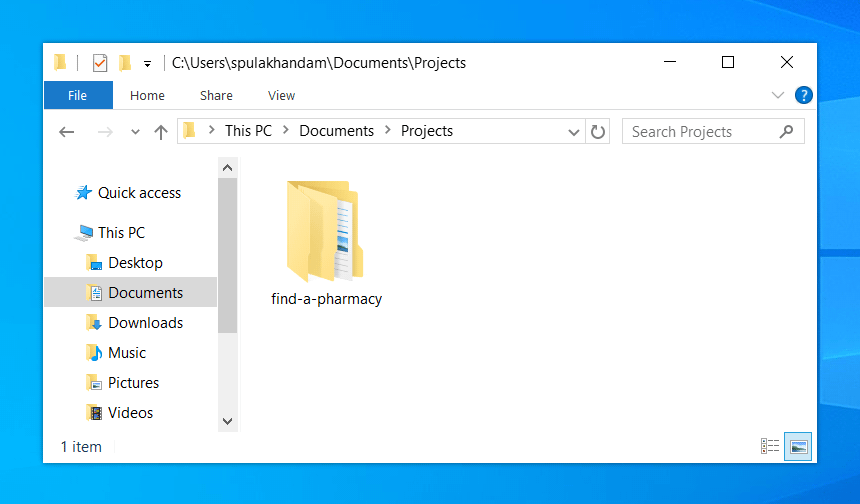 C:\Users\spulakhandam\Documents\Projects
File Home Share View ?
This PC > Documents > Projects Search Projects
Quick access
This PC
Desktop
Documents
Downloads
Music
Pictures
Videos
find-a-pharmacy
1 item